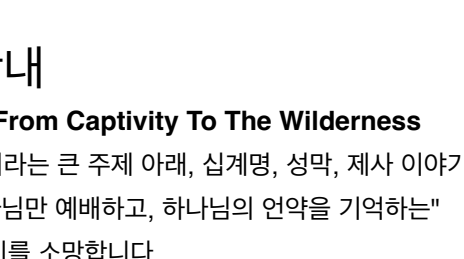 내
From Captivity To The Wilderness
라는 큰 주제 아래, 십계명, 성막, 제사 이야기
님만 예배하고, 하나님의 언약을 기억하는"
를 소망합니다